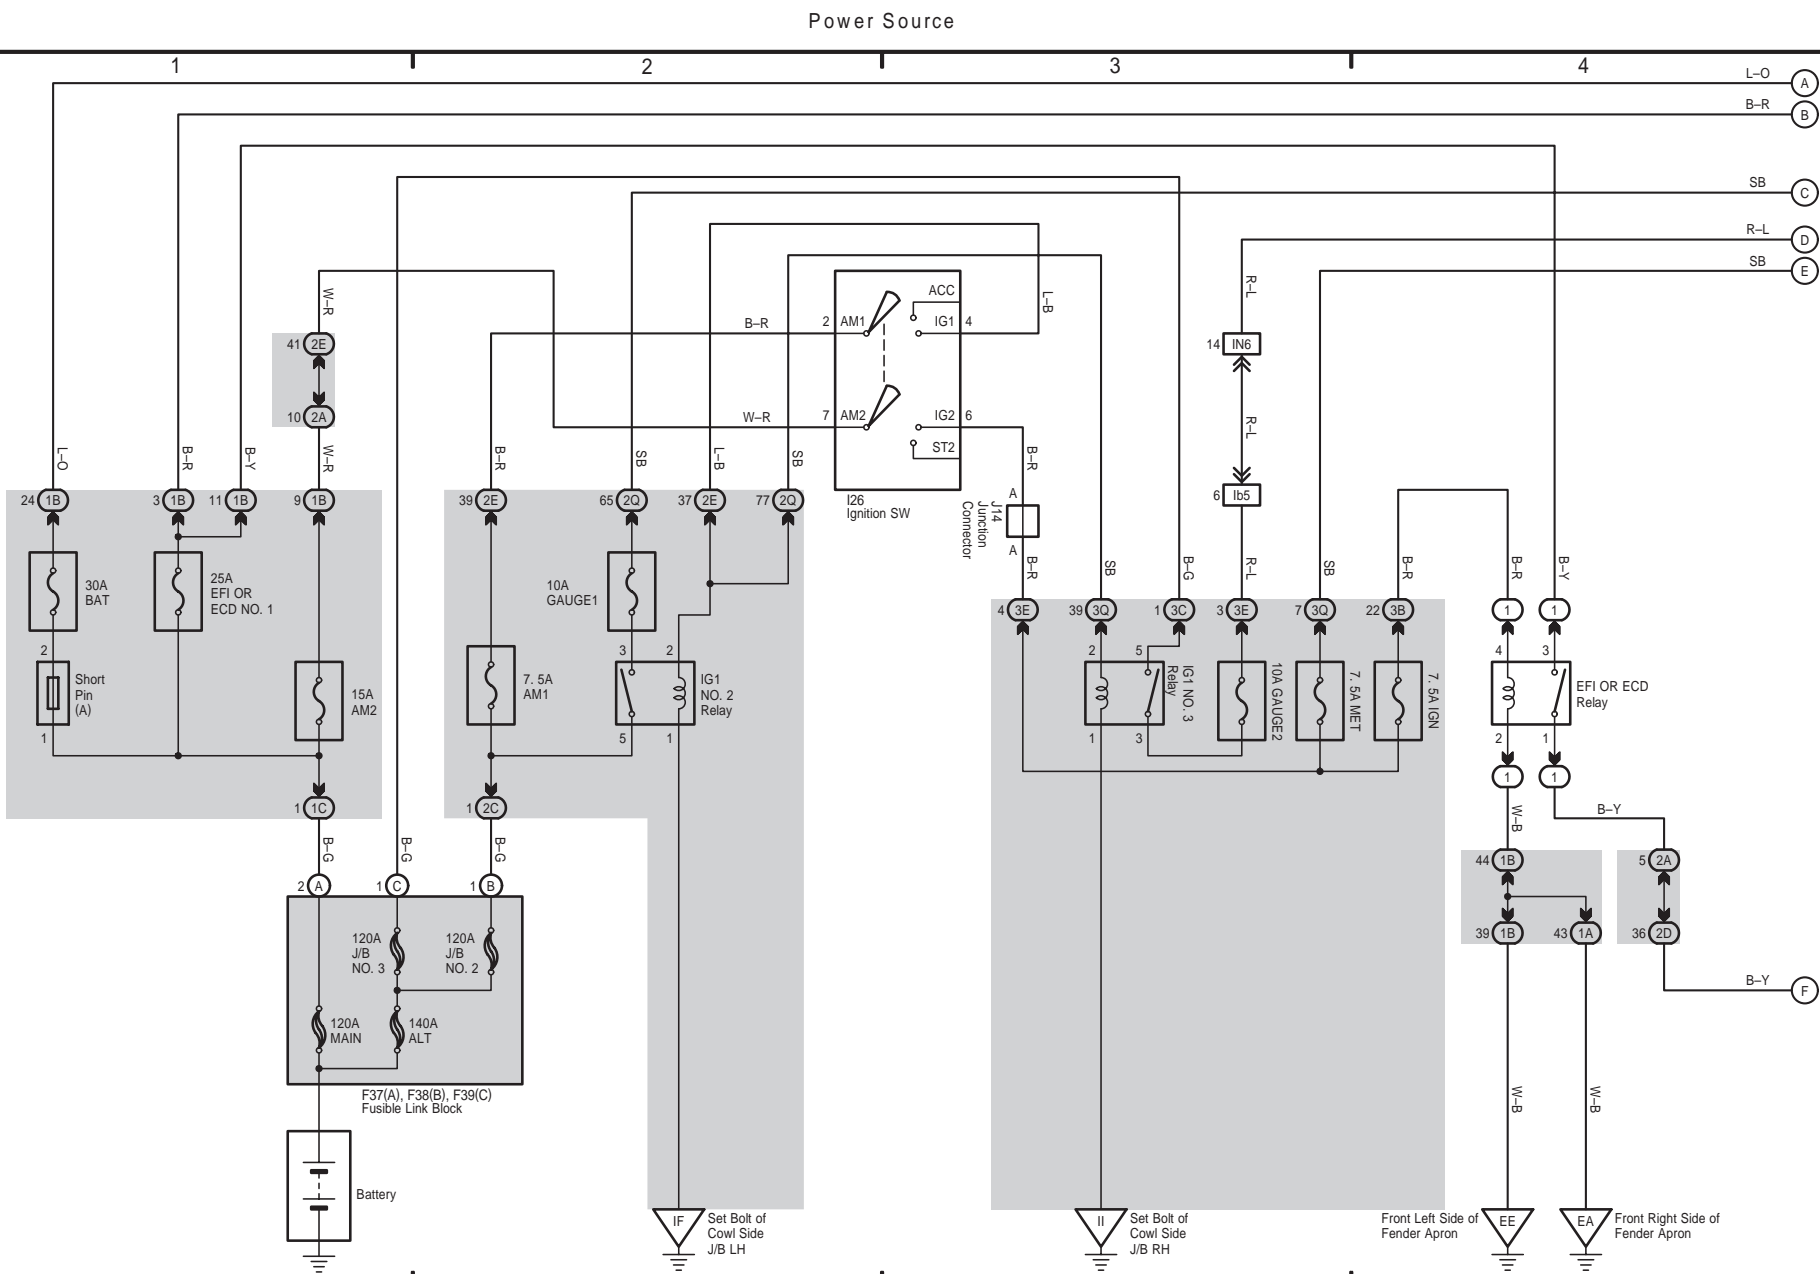 Power Source
1 2 3 4
L–O A
B–R B
SB C
R–L D
SB E
W–R
41 2E
10 2A
W–R
B–R 2 AM1
ACC
IG1 4
L–B
W–R 7 AM2
IG2 6
ST2
I26
Ignition SW
B–R
A
J14
Junction
Connector
A
B–R
R–L
14 IN6
R–L
6 Ib5
R–L
L–O
B–R
B–Y
B–R
SB
L–B
SB
24 1B
3 1B
11 1B
9 1B
39 2E
65 2Q
37 2E
77 2Q
30A
BAT
25A
EFI OR
ECD NO. 1
2
Short
Pin
(A)
1
15A
AM2
1 1C
B–G
7. 5A
AM1
10A
GAUGE1
3 2
IG1
NO. 2
Relay
5 1
1 2C
B–G
B–G
SB
B–G
SB
B–R
B–R
B–Y
4 3E
39 3Q
1 3C
3 3E
7 3Q
22 3B
1 1
2 5
IG1 NO. 3
Relay
1 3
10A GAUGE2
7. 5A MET
7. 5A IGN
4 3
EFI OR ECD
Relay
2 1
1 1
W–B
B–Y
44 1B
5 2A
39 1B
43 1A
36 2D
B–Y F
W–B
W–B
2 A
1 C
1 B
120A
J/B
NO. 3
120A
J/B
NO. 2
120A
MAIN
140A
ALT
F37(A), F38(B), F39(C)
Fusible Link Block
Battery
IF
Set Bolt of
Cowl Side
J/B LH
II
Set Bolt of
Cowl Side
J/B RH
Front Left Side of
Fender Apron
EE
EA
Front Right Side of
Fender Apron